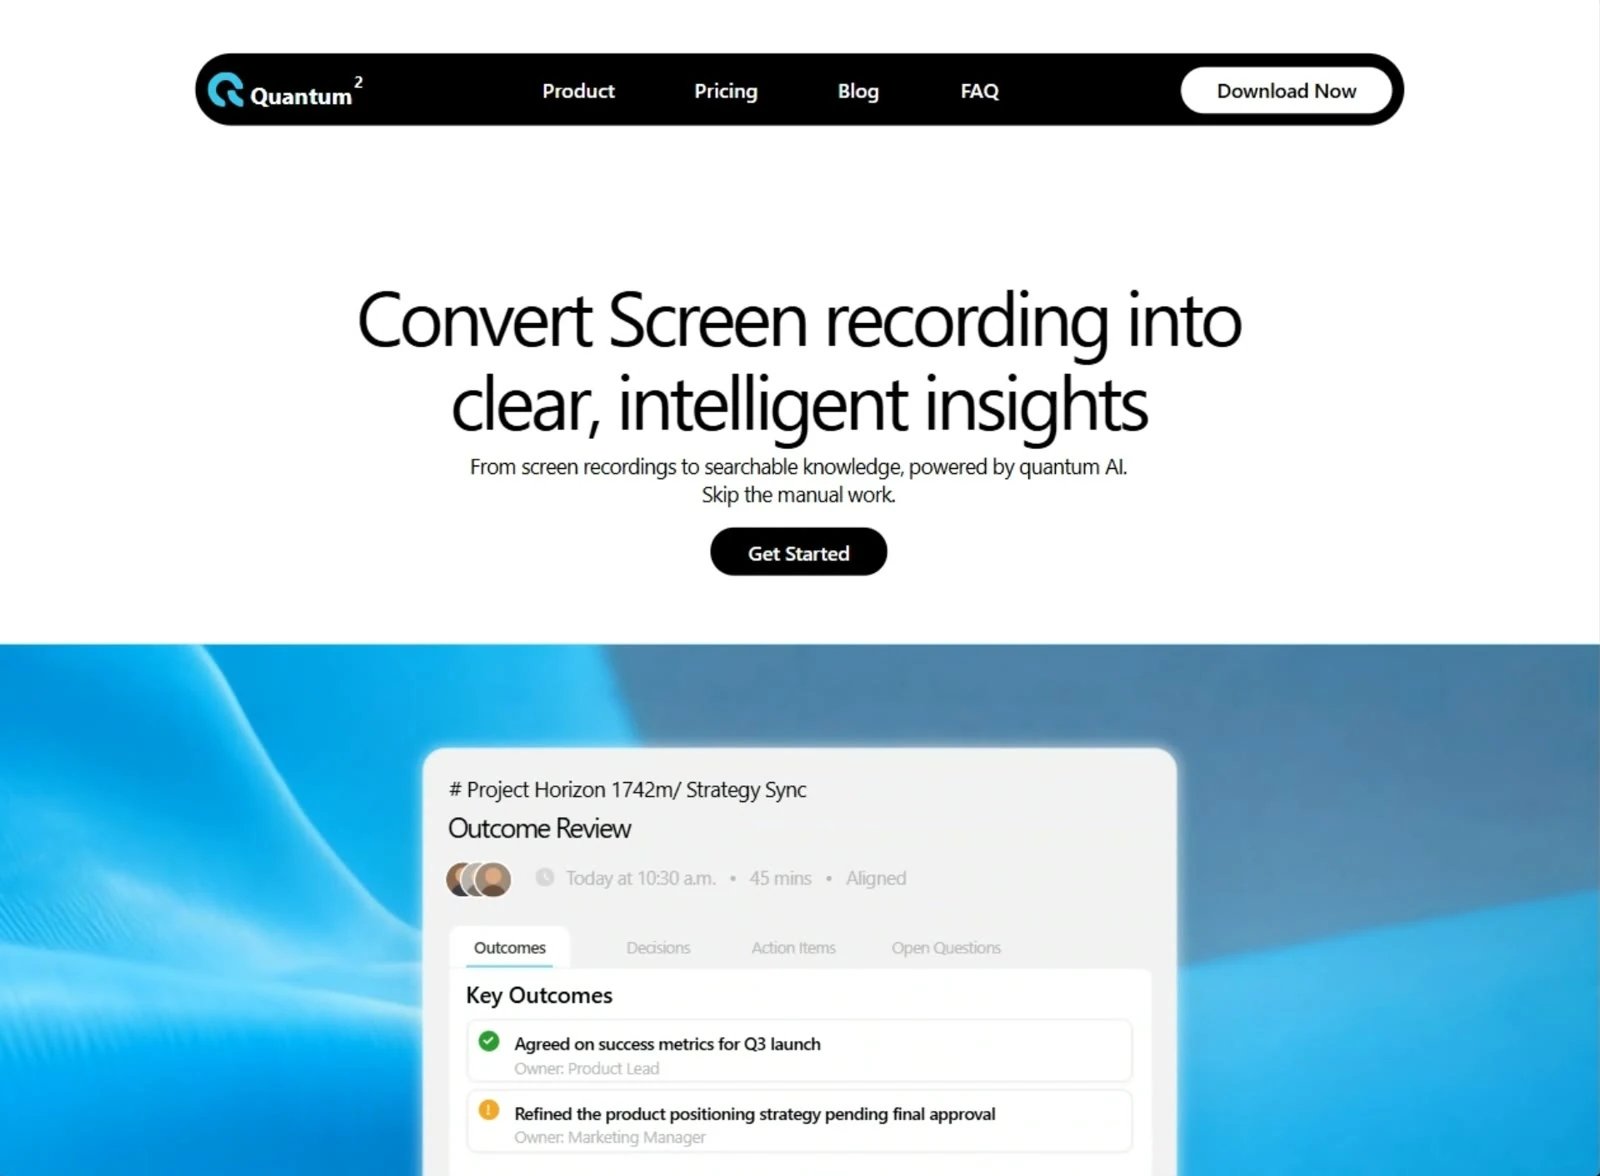 Quantum²
Product
Pricing
Blog
FAQ
Download Now
Convert Screen recording into
clear, intelligent insights
From screen recordings to searchable knowledge, powered by quantum AI.
Skip the manual work.
Get Started
# Project Horizon 1742m/ Strategy Sync
Outcome Review
Today at 10:30 a.m. • 45 mins • Aligned
Outcomes
Decisions
Action Items
Open Questions
Key Outcomes
Agreed on success metrics for Q3 launch
Owner: Product Lead
Refined the product positioning strategy pending final approval
Owner: Marketing Manager